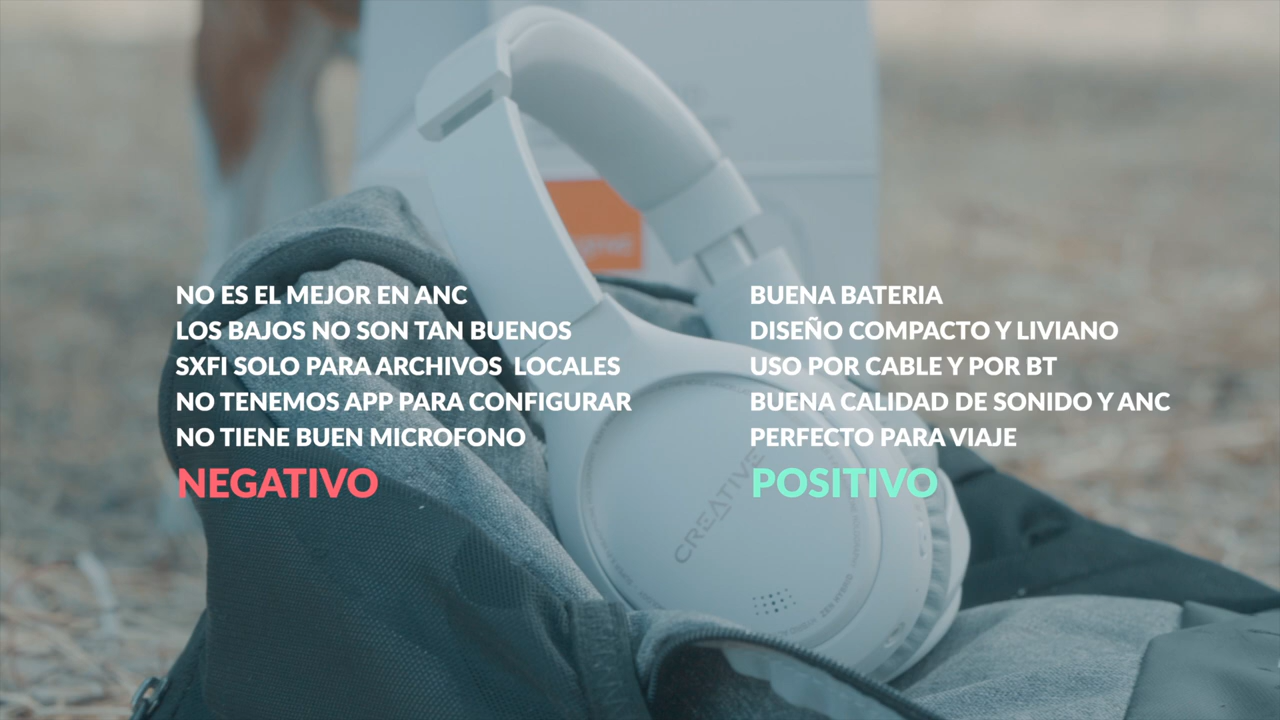 NO ES EL MEJOR EN ANC
LOS BAJOS NO SON TAN BUENOS
SXFI SOLO PARA ARCHIVOS LOCALES
NO TENEMOS APP PARA CONFIGURAR
NO TIENE BUEN MICROFONO
NEGATIVO
BUENA BATERIA
DISEÑO COMPACTO Y LIVIANO
USO POR CABLE Y POR BT
BUENA CALIDAD DE SONIDO Y ANC
PERFECTO PARA VIAJE
POSITIVO
CREATIVE